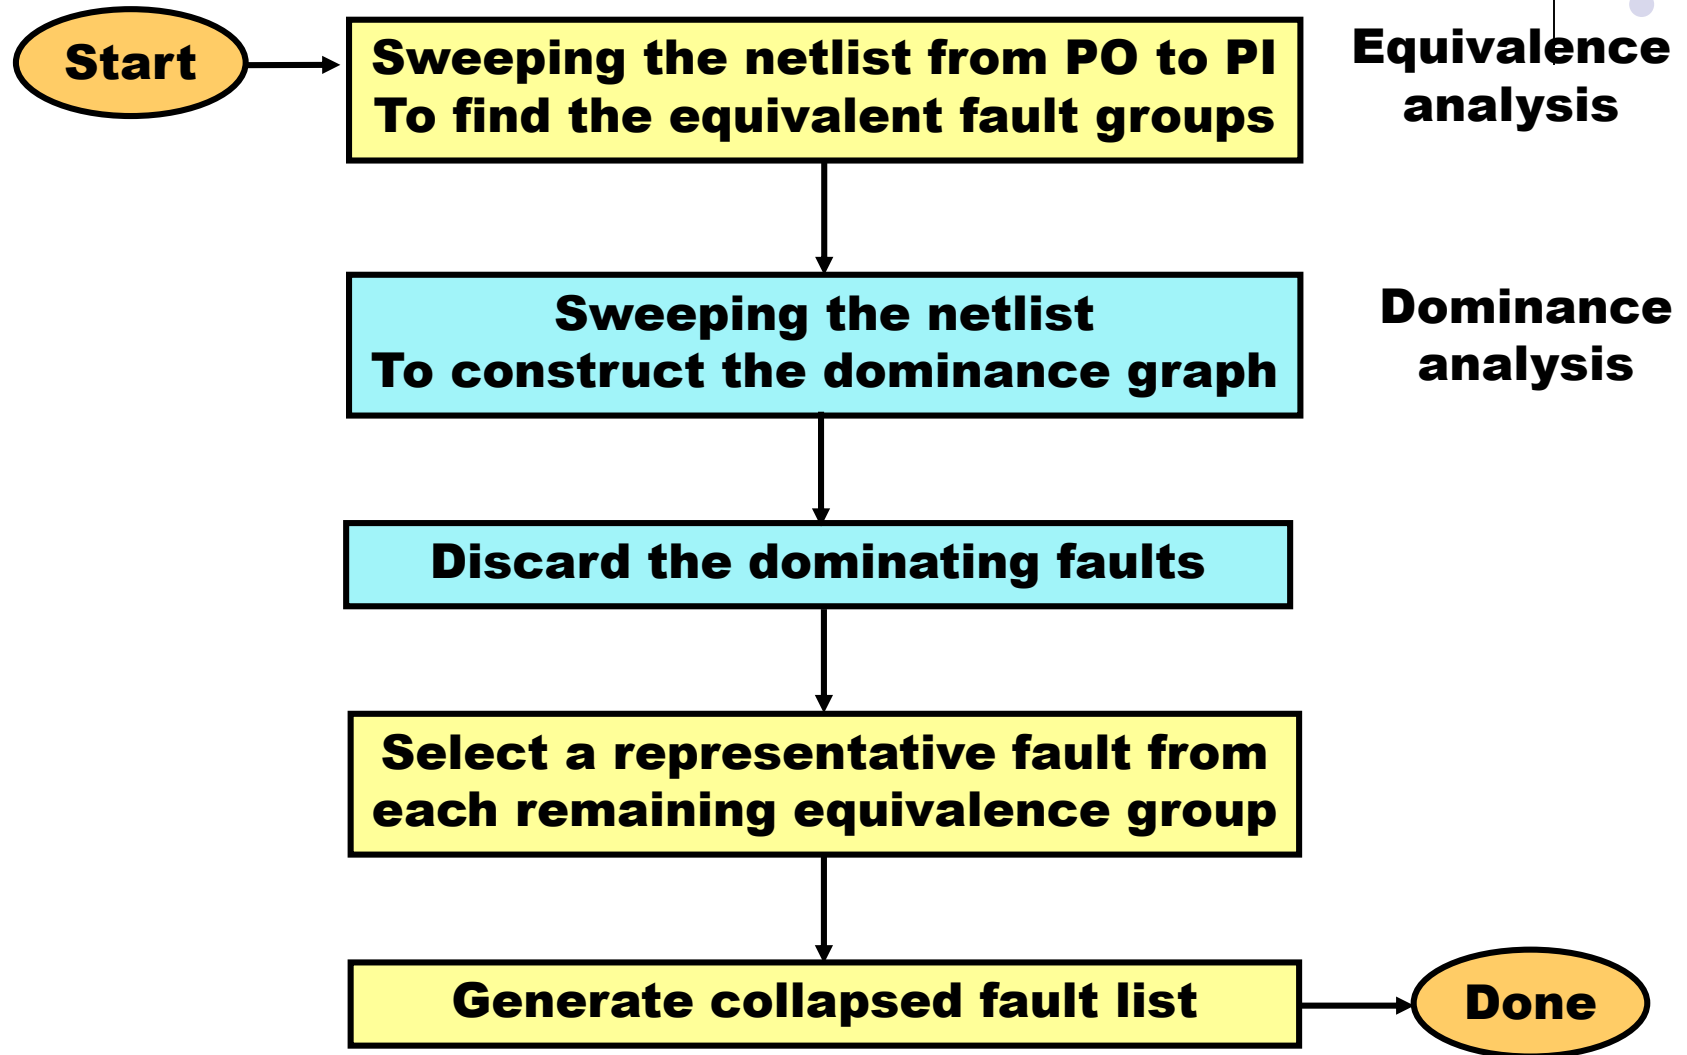 Start
Sweeping the netlist from PO to PI
To find the equivalent fault groups
Equivalence
analysis
Sweeping the netlist
To construct the dominance graph
Dominance
analysis
Discard the dominating faults
Select a representative fault from
each remaining equivalence group
Generate collapsed fault list
Done